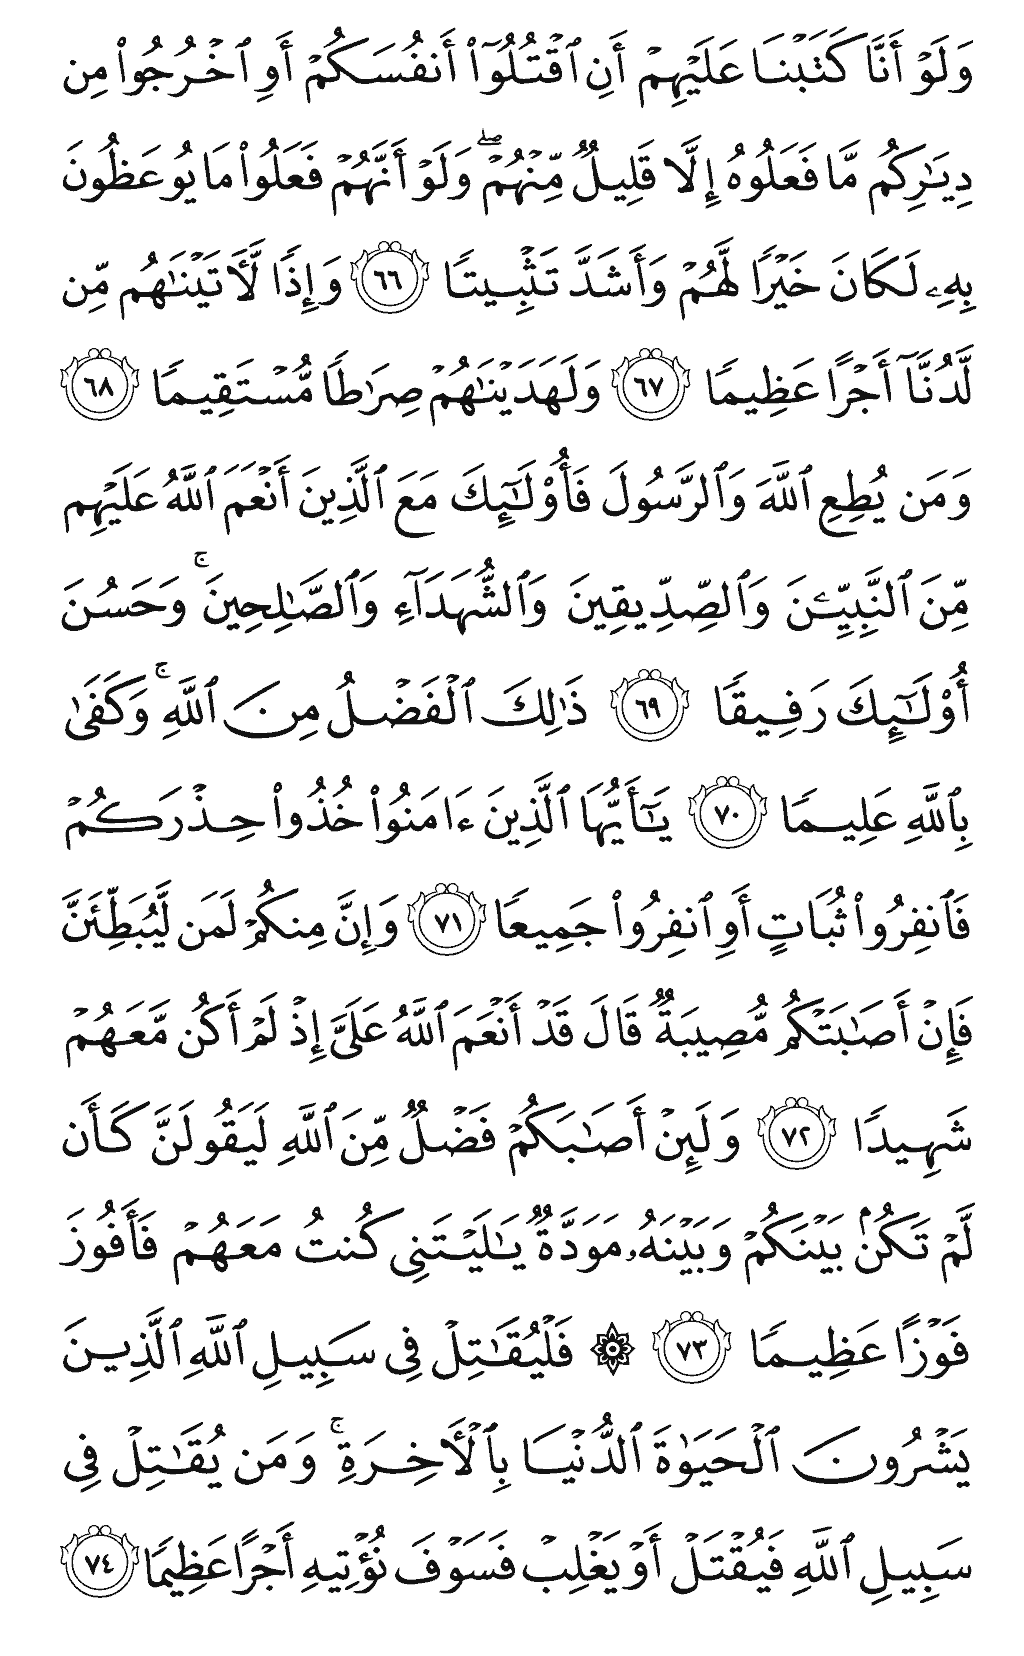 وَلَوۡ أَنَّا كَتَبۡنَا عَلَيۡهِمۡ أَنِ ٱقۡتُلُوٓاْ أَنفُسَكُمۡ أَوِ ٱخۡرُجُواْ مِن
دِيَٰرِكُم مَّا فَعَلُوهُ إِلَّا قَلِيلٞ مِّنۡهُمۡۖ وَلَوۡ أَنَّهُمۡ فَعَلُواْ مَا يُوعَظُونَ
بِهِۦ لَكَانَ خَيۡرٗا لَّهُمۡ وَأَشَدَّ تَثۡبِيتٗا ٦٦ وَإِذٗا لَّأٓتَيۡنَٰهُم مِّن
لَّدُنَّآ أَجۡرًا عَظِيمٗا ٦٧ وَلَهَدَيۡنَٰهُمۡ صِرَٰطٗا مُّسۡتَقِيمٗا ٦٨
وَمَن يُطِعِ ٱللَّهَ وَٱلرَّسُولَ فَأُوْلَٰٓئِكَ مَعَ ٱلَّذِينَ أَنۡعَمَ ٱللَّهُ عَلَيۡهِم
مِّنَ ٱلنَّبِيِّـۧنَ وَٱلصِّدِّيقِينَ وَٱلشُّهَدَآءِ وَٱلصَّٰلِحِينَۚ وَحَسُنَ
أُوْلَٰٓئِكَ رَفِيقٗا ٦٩ ذَٰلِكَ ٱلۡفَضۡلُ مِنَ ٱللَّهِۚ وَكَفَىٰ
بِٱللَّهِ عَلِيمٗا ٧٠ يَٰٓأَيُّهَا ٱلَّذِينَ ءَامَنُواْ خُذُواْ حِذۡرَكُمۡ
فَٱنفِرُواْ ثُبَاتٍ أَوِ ٱنفِرُواْ جَمِيعٗا ٧١ وَإِنَّ مِنكُمۡ لَمَن لَّيُبَطِّئَنَّ
فَإِنۡ أَصَٰبَتۡكُم مُّصِيبَةٞ قَالَ قَدۡ أَنۡعَمَ ٱللَّهُ عَلَيَّ إِذۡ لَمۡ أَكُن مَّعَهُمۡ
شَهِيدٗا ٧٢ وَلَئِنۡ أَصَٰبَكُمۡ فَضۡلٞ مِّنَ ٱللَّهِ لَيَقُولَنَّ كَأَن
لَّمۡ تَكُنۢ بَيۡنَكُمۡ وَبَيۡنَهُۥ مَوَدَّةٞ يَٰلَيۡتَنِي كُنتُ مَعَهُمۡ فَأَفُوزَ
فَوۡزًا عَظِيمٗا ٧٣ ۞ فَلۡيُقَٰتِلۡ فِي سَبِيلِ ٱللَّهِ ٱلَّذِينَ
يَشۡرُونَ ٱلۡحَيَوٰةَ ٱلدُّنۡيَا بِٱلۡأٓخِرَةِۚ وَمَن يُقَٰتِلۡ فِي
سَبِيلِ ٱللَّهِ فَيُقۡتَلۡ أَوۡ يَغۡلِبۡ فَسَوۡفَ نُؤۡتِيهِ أَجۡرًا عَظِيمٗا ٧٤